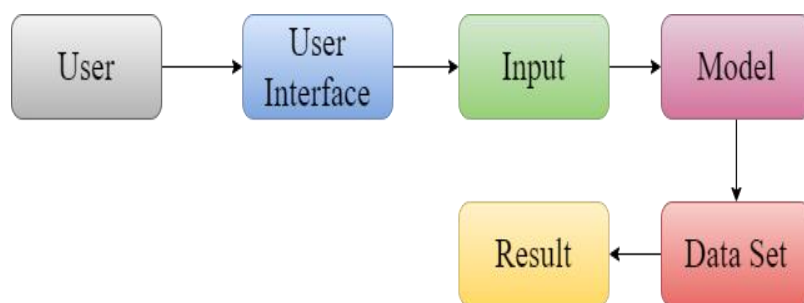 User
User
Interface
Input
Model
Result
Data Set